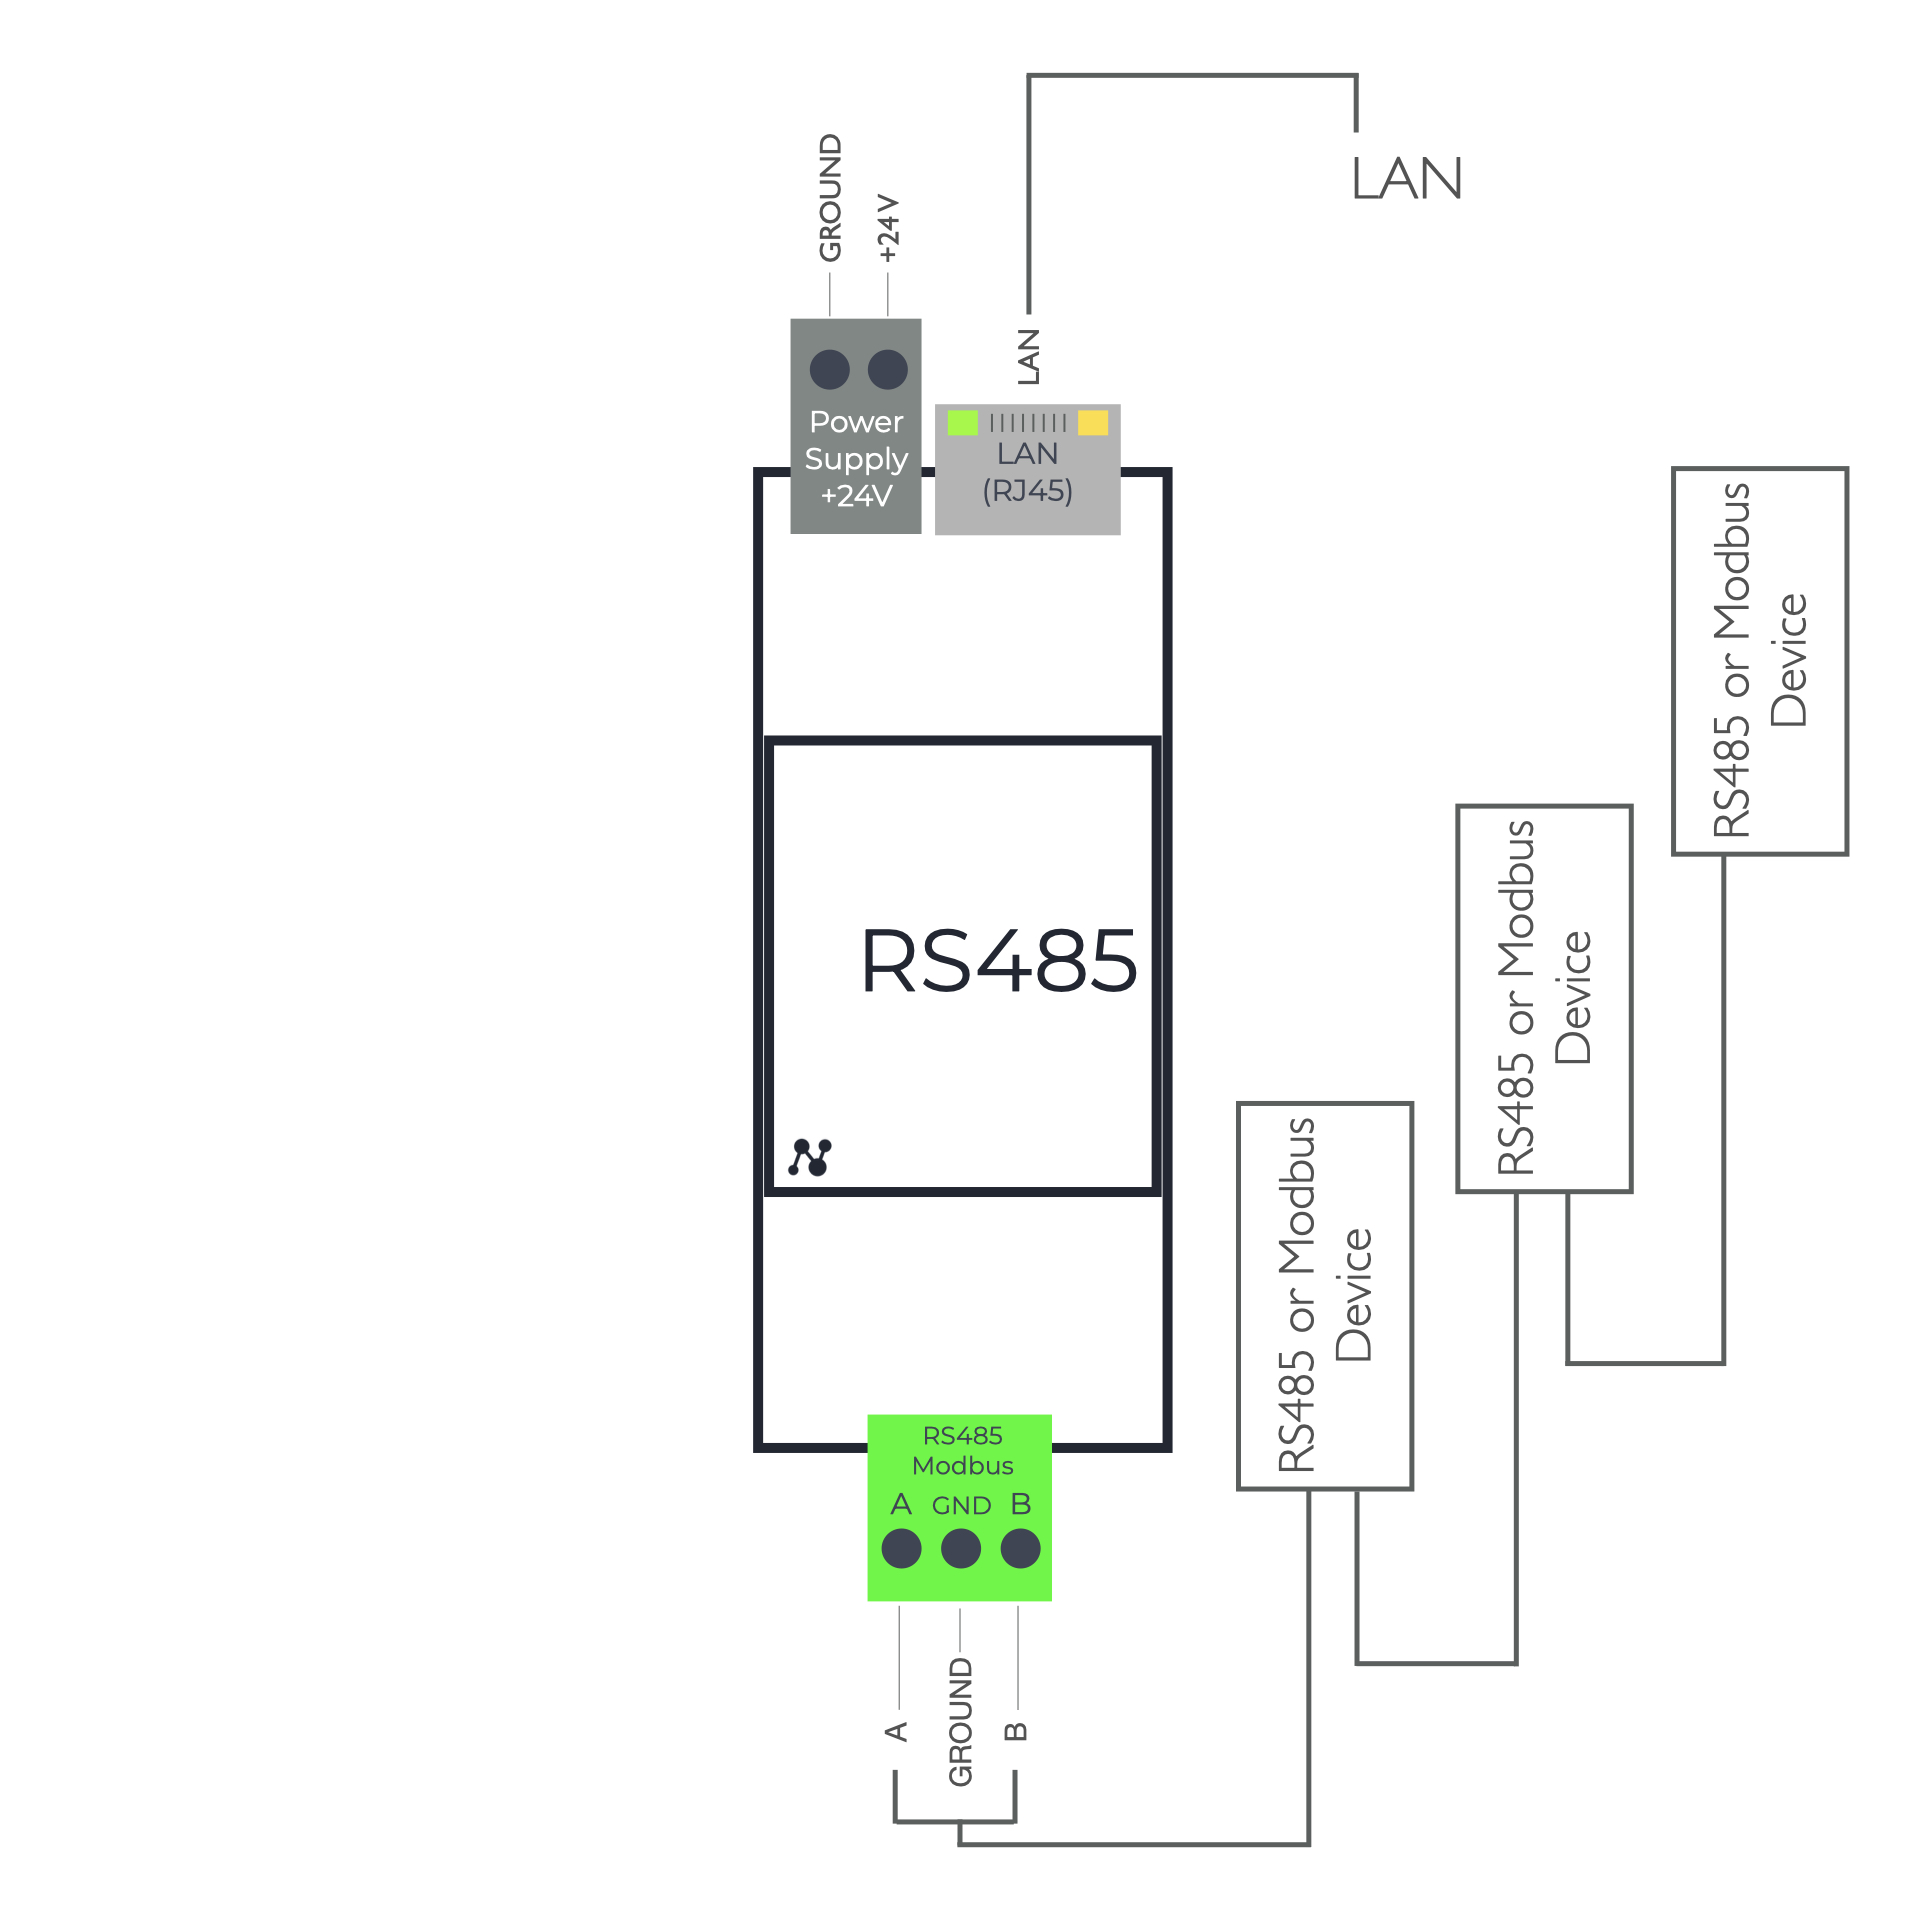 GROUND
+24V
LAN
LAN
Power
Supply
+24V
LAN
(RJ45)
RS485
RS485 or Modbus
Device
RS485 or Modbus
Device
RS485 or Modbus
Device
RS485
Modbus
A GND B
A
GROUND
B